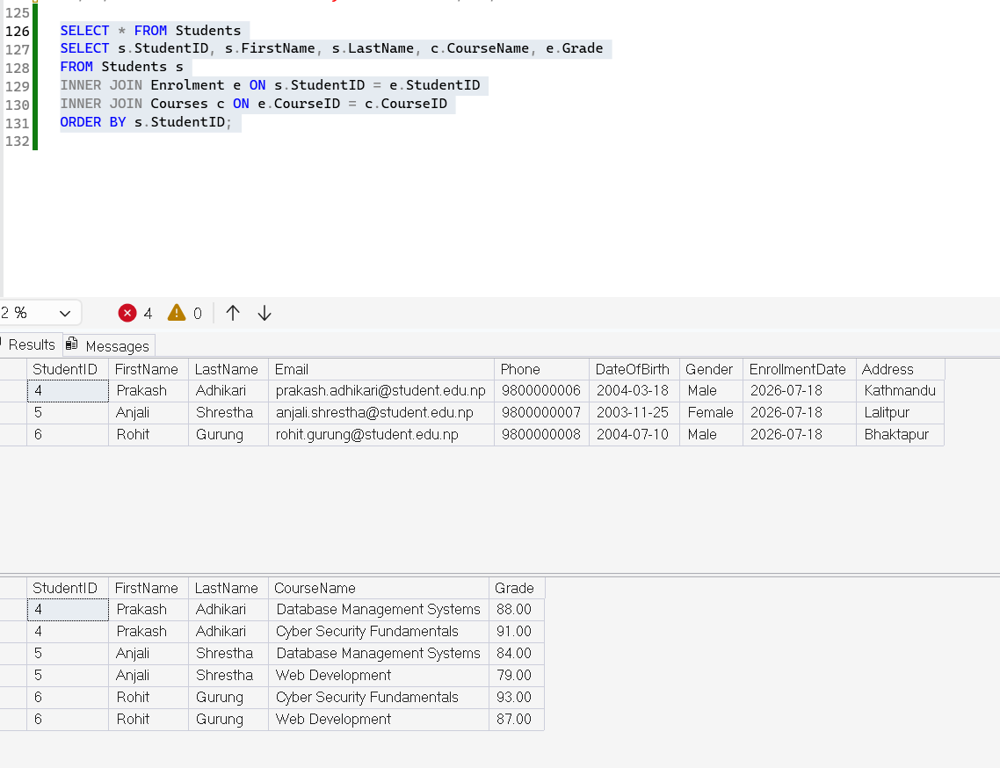 125
126 SELECT * FROM Students
127 SELECT s.StudentID, s.FirstName, s.LastName, c.CourseName, e.Grade
128 FROM Students s
129 INNER JOIN Enrolment e ON s.StudentID = e.StudentID
130 INNER JOIN Courses c ON e.CourseID = c.CourseID
131 ORDER BY s.StudentID;
132
2 % 4 0
Results Messages
StudentID FirstName LastName Email Phone DateOfBirth Gender EnrollmentDate Address
4 Prakash Adhikari prakash.adhikari@student.edu.np 9800000006 2004-03-18 Male 2026-07-18 Kathmandu
5 Anjali Shrestha anjali.shrestha@student.edu.np 9800000007 2003-11-25 Female 2026-07-18 Lalitpur
6 Rohit Gurung rohit.gurung@student.edu.np 9800000008 2004-07-10 Male 2026-07-18 Bhaktapur
StudentID FirstName LastName CourseName Grade
4 Prakash Adhikari Database Management Systems 88.00
4 Prakash Adhikari Cyber Security Fundamentals 91.00
5 Anjali Shrestha Database Management Systems 84.00
5 Anjali Shrestha Web Development 79.00
6 Rohit Gurung Cyber Security Fundamentals 93.00
6 Rohit Gurung Web Development 87.00